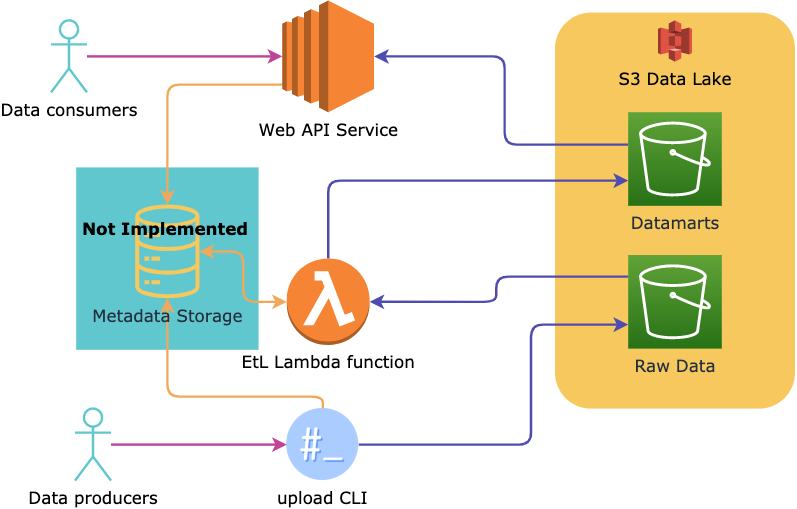 S3 Data Lake
Data consumers
Web API Service
Datamarts
Not Implemented
Metadata Storage
EtL Lambda function
Raw Data
#_
Data producers
upload CLI